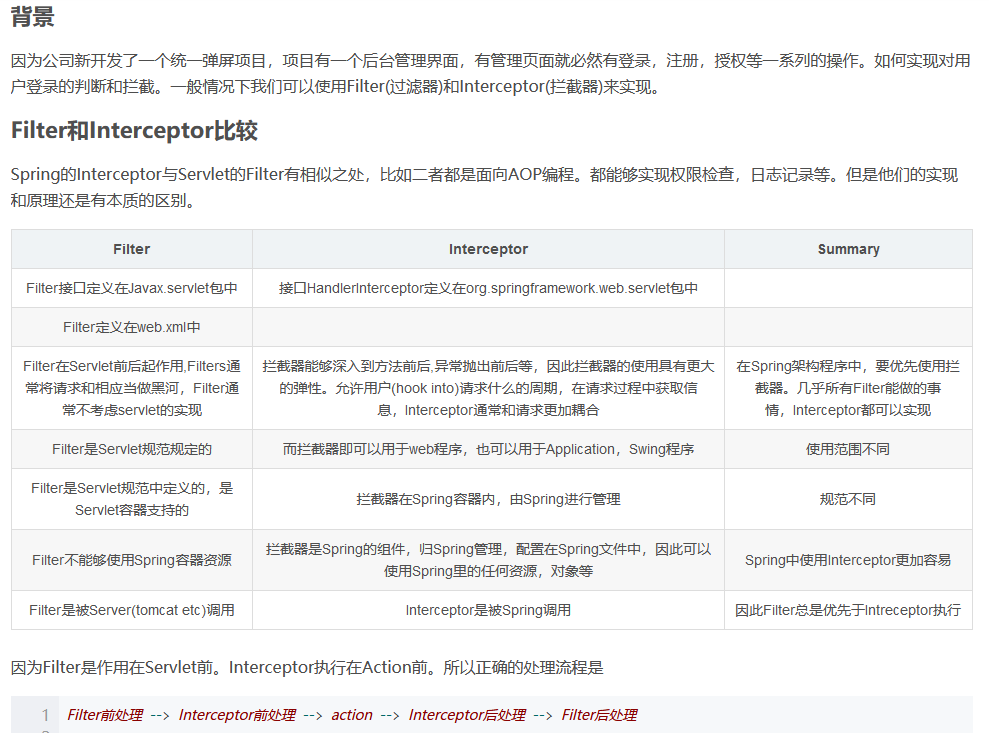 背景
因为公司新开发了一个统一弹屏项目，项目有一个后台管理界面，有管理页面就必然有登录，注册，授权等一系列的操作。如何实现对用
户登录的判断和拦截。一般情况下我们可以使用Filter(过滤器)和Interceptor(拦截器)来实现。
Filter和Interceptor比较
Spring的Interceptor与Servlet的Filter有相似之处，比如二者都是面向AOP编程。都能够实现权限检查，日志记录等。但是他们的实现
和原理还是有本质的区别。
Filter Interceptor Summary
Filter接口定义在Javax.servlet包中 接口HandlerInterceptor定义在org.springframework.web.servlet包中
Filter定义在web.xml中
Filter在Servlet前后起作用,Filters通
常将请求和相应当做黑河，Filter通
常不考虑servlet的实现
拦截器能够深入到方法前后,异常抛出前后等，因此拦截器的使用具有更大
的弹性。允许用户(hook into)请求什么的周期，在请求过程中获取信
息，Interceptor通常和请求更加耦合
在Spring架构程序中，要优先使用拦
截器。几乎所有Filter能做的事
情，Interceptor都可以实现
Filter是Servlet规范规定的 而拦截器即可以用于web程序，也可以用于Application，Swing程序 使用范围不同
Filter是Servlet规范中定义的，是
Servlet容器支持的
拦截器在Spring容器内，由Spring进行管理
规范不同
Filter不能够使用Spring容器资源
拦截器是Spring的组件，归Spring管理，配置在Spring文件中，因此可以
使用Spring里的任何资源，对象等
Spring中使用Interceptor更加容易
Filter是被Server(tomcat etc)调用 Interceptor是被Spring调用 因此Filter总是优先于Intreceptor执行
因为Filter是作用在Servlet前。Interceptor执行在Action前。所以正确的处理流程是
1 Filter前处理 --> Interceptor前处理 --> action --> Interceptor后处理 --> Filter后处理